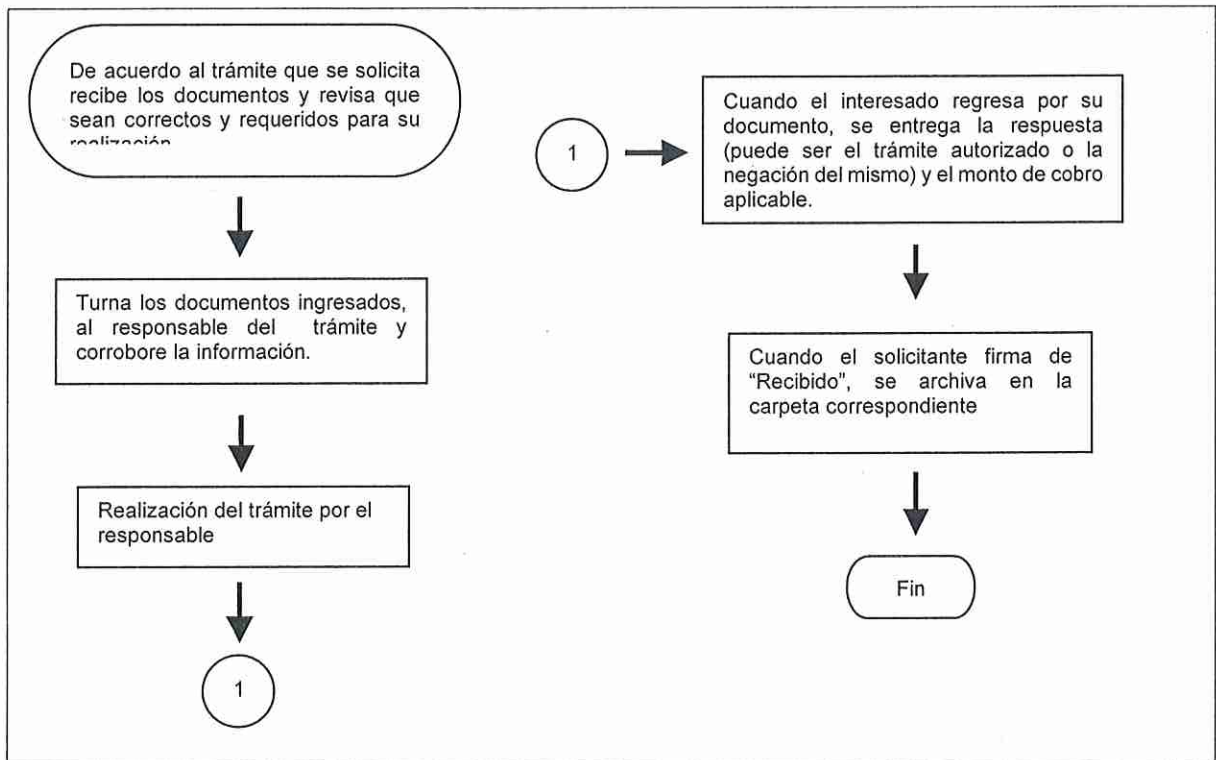 De acuerdo al trámite que se solicita
recibe los documentos y revisa que
sean correctos y requeridos para su
realización
Turna los documentos ingresados,
al responsable del trámite y
corrobore la información.
Realización del trámite por el
responsable
1
1
Cuando el interesado regresa por su
documento, se entrega la respuesta
(puede ser el trámite autorizado o la
negación del mismo) y el monto de cobro
aplicable.
Cuando el solicitante firma de
“Recibido”, se archiva en la
carpeta correspondiente
Fin